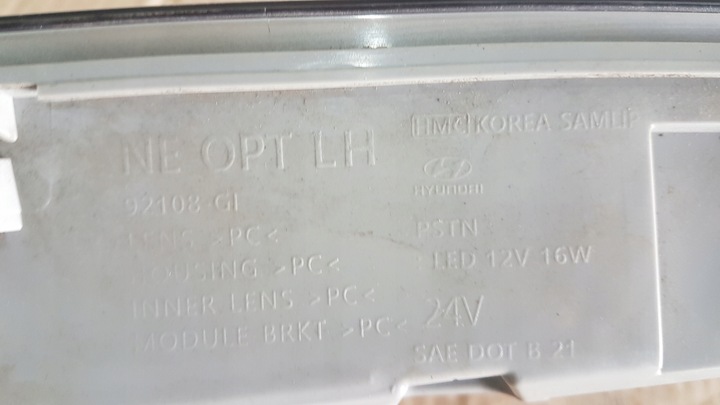 NE OPT LH
92108-GI
LENS >PC<
HOUSING >PC<
INNER LENS >PC<
MODULE BRKT >PC<
KOREA SAMLIP
HYUNDAI
PSTN
: LED 12V 16W
24V
SAE DOT B 21